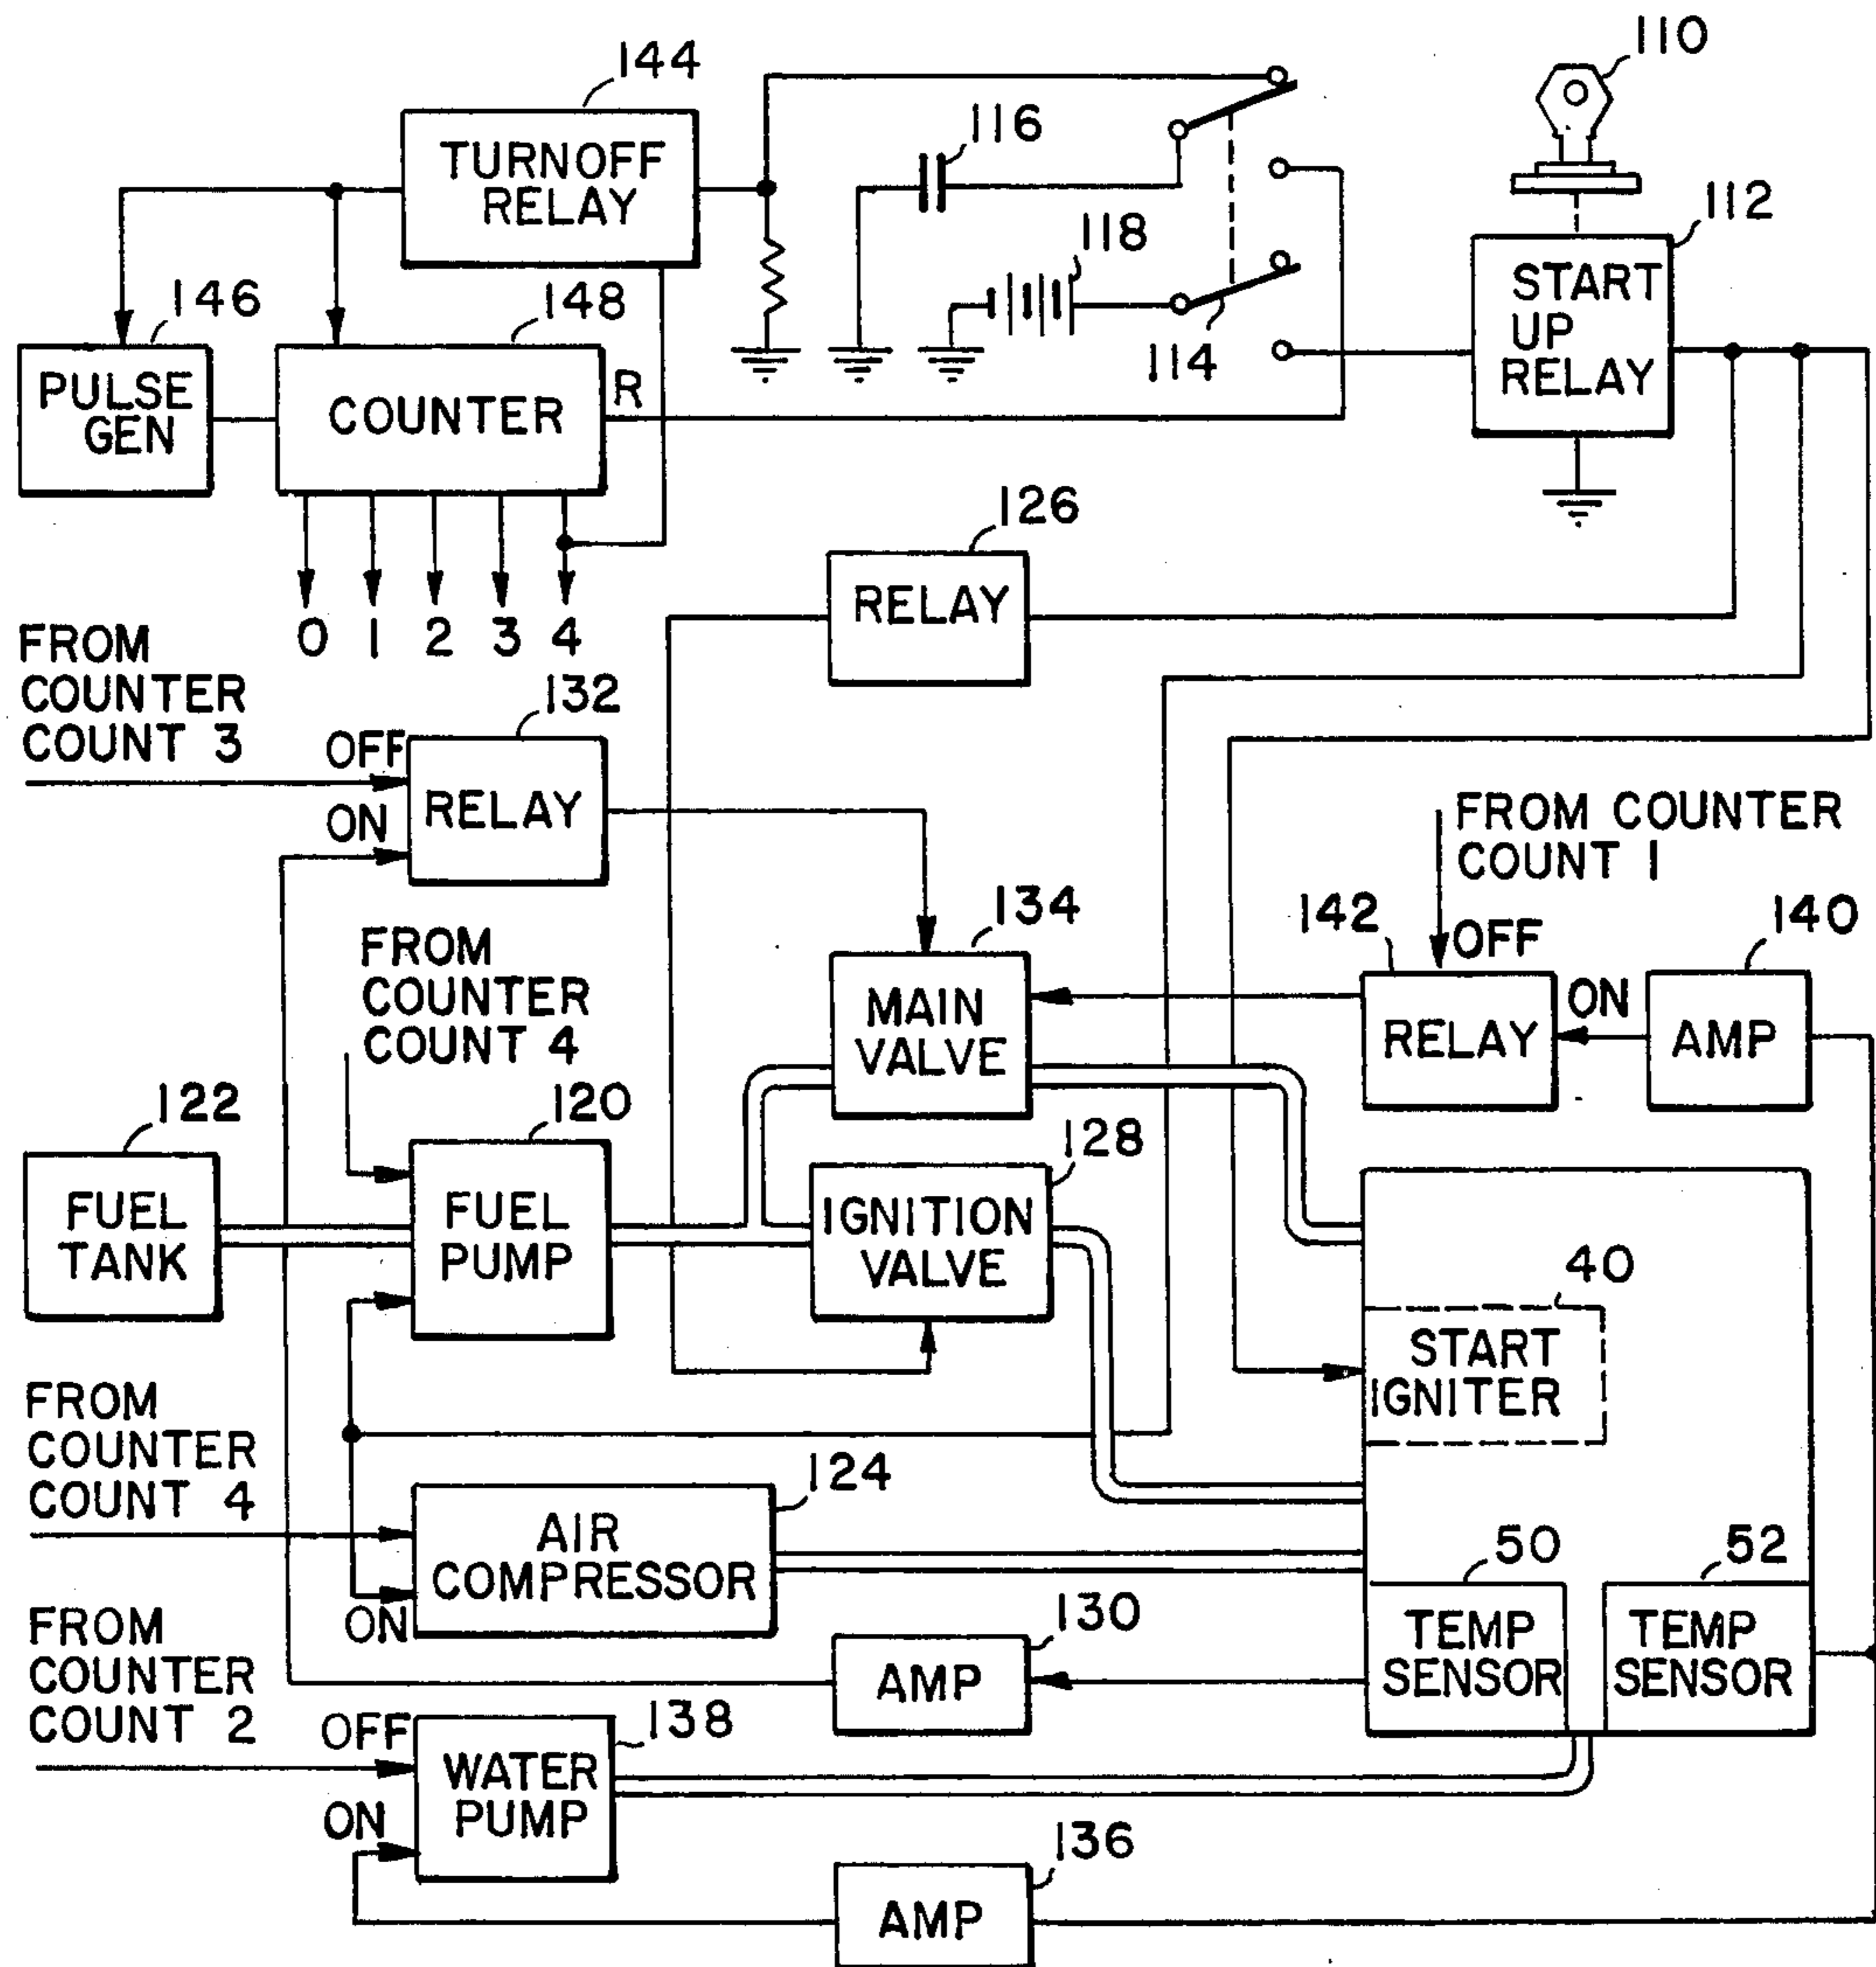 144
110
TURNOFF
RELAY
116
118
112
START
UP
RELAY
114
146
148
PULSE
GEN
COUNTER
R
0 1 2 3 4
126
RELAY
FROM
COUNTER
COUNT 3
132
OFF
ON
RELAY
FROM COUNTER
COUNT 1
142
OFF
140
134
MAIN
VALVE
RELAY
ON
AMP
FROM
COUNTER
COUNT 4
122
120
128
FUEL
TANK
FUEL
PUMP
IGNITION
VALVE
40
START
IGNITER
FROM
COUNTER
COUNT 4
124
AIR
COMPRESSOR
ON
50
52
TEMP
SENSOR
TEMP
SENSOR
130
AMP
FROM
COUNTER
COUNT 2
OFF
ON
138
WATER
PUMP
136
AMP